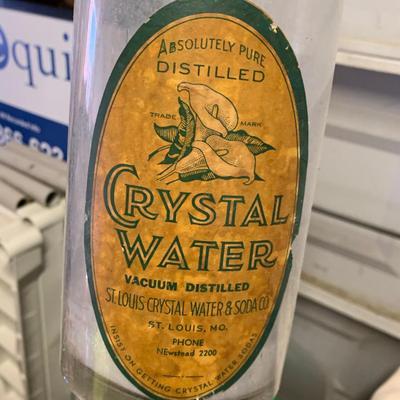 ABSOLUTELY PURE
DISTILLED
TRADE MARK
CRYSTAL
WATER
VACUUM DISTILLED
ST. LOUIS CRYSTAL WATER & SODA CO.
ST. LOUIS, MO.
PHONE
NEwstead 2200
INSIST ON GETTING CRYSTAL WATER SODAS
qui